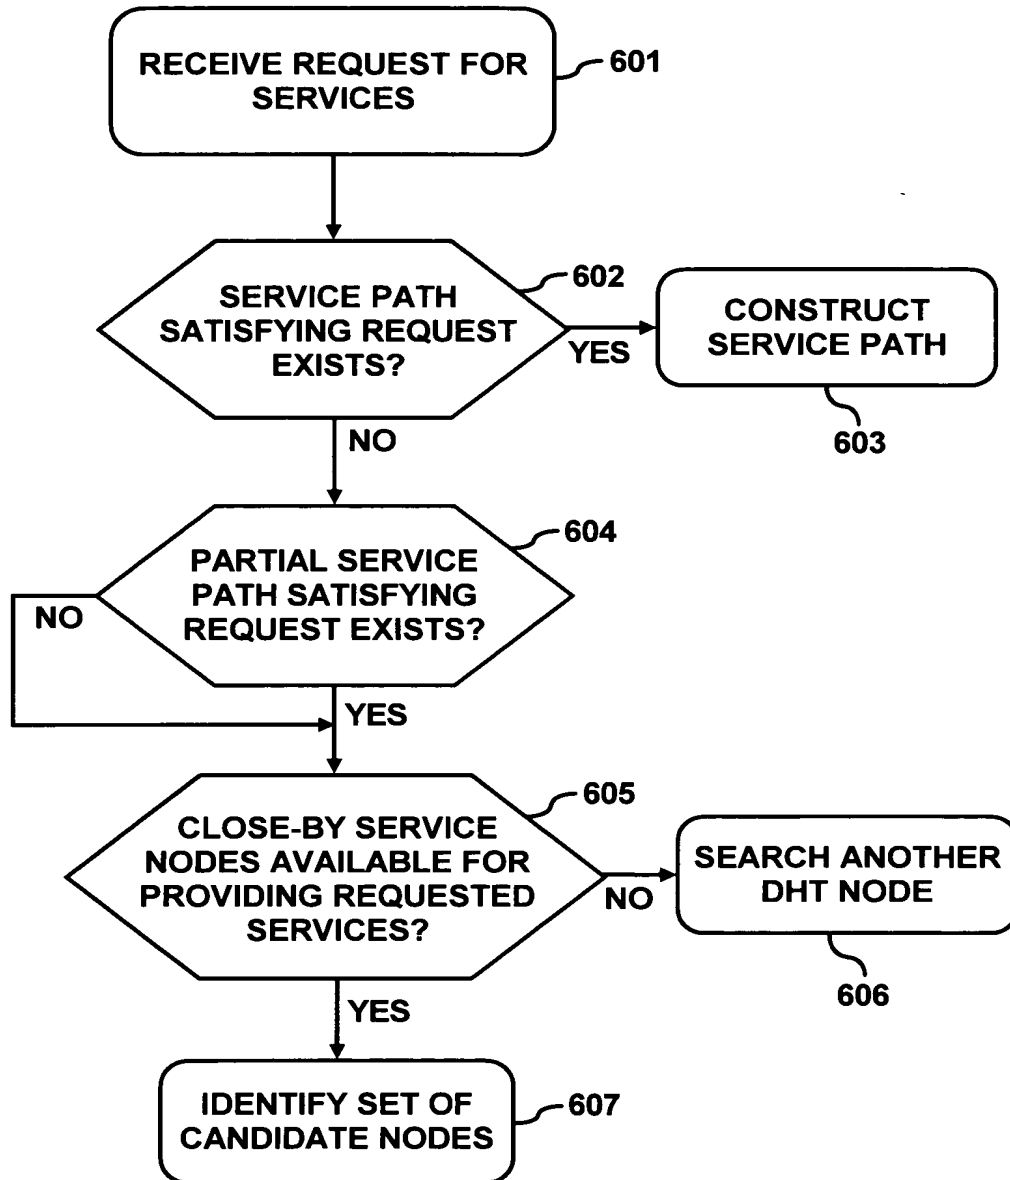 RECEIVE REQUEST FOR
SERVICES
601
SERVICE PATH
SATISFYING REQUEST
EXISTS?
602
YES
CONSTRUCT
SERVICE PATH
603
NO
PARTIAL SERVICE
PATH SATISFYING
REQUEST EXISTS?
604
NO
YES
CLOSE-BY SERVICE
NODES AVAILABLE FOR
PROVIDING REQUESTED
SERVICES?
605
NO
SEARCH ANOTHER
DHT NODE
606
YES
IDENTIFY SET OF
CANDIDATE NODES
607